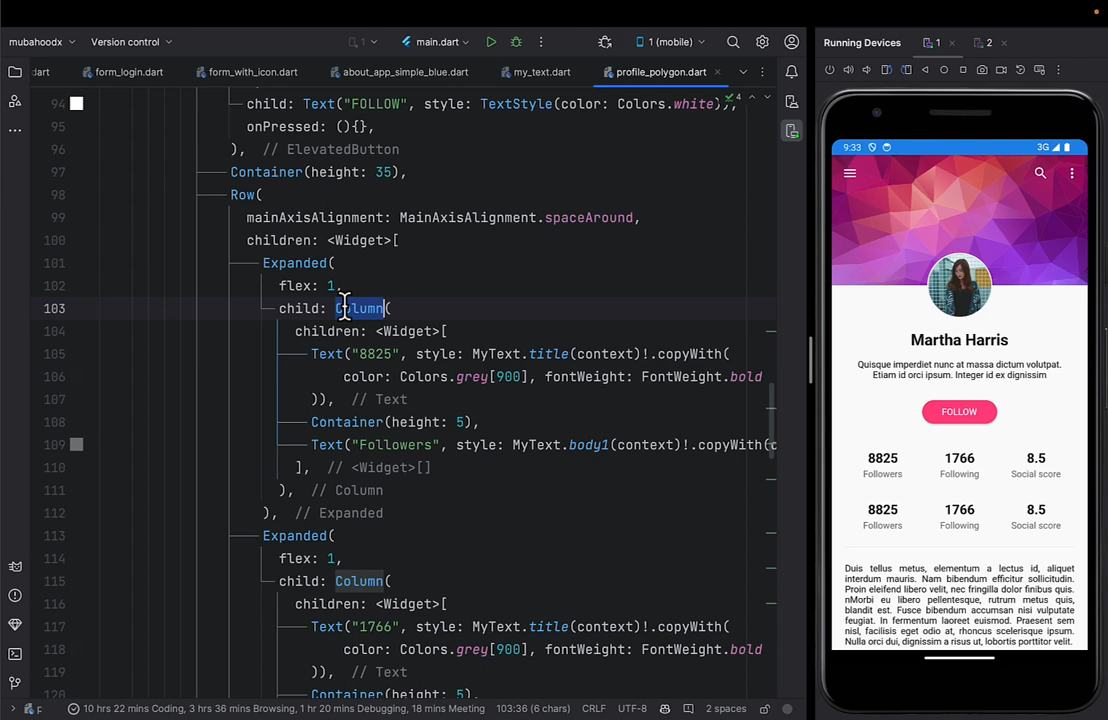 mubahoodx
Version control
1
main.dart
1 (mobile)
Running Devices
1
2
:dart
form_login.dart
form_with_icon.dart
about_app_simple_blue.dart
my_text.dart
profile_polygon.dart
94 child: Text("FOLLOW", style: TextStyle(color: Colors.white)),
4
95 onPressed: (){},
96 ), // ElevatedButton
97 Container(height: 35),
98 Row(
99 mainAxisAlignment: MainAxisAlignment.spaceAround,
100 children: <Widget>[
101 Expanded(
102 flex: 1,
103 child: Column(
104 children: <Widget>[
105 Text("8825", style: MyText.title(context)!.copyWith(
106 color: Colors.grey[900], fontWeight: FontWeight.bold
107 )), // Text
108 Container(height: 5),
109 Text("Followers", style: MyText.body1(context)!.copyWith(c
110 ], // <Widget>[]
111 ), // Column
112 ), // Expanded
113 Expanded(
114 flex: 1,
115 child: Column(
116 children: <Widget>[
117 Text("1766", style: MyText.title(context)!.copyWith(
118 color: Colors.grey[900], fontWeight: FontWeight.bold
119 )), // Text
120 Container(height: 5),
10 hrs 22 mins Coding, 3 hrs 36 mins Browsing, 1 hr 20 mins Debugging, 18 mins Meeting
103:36 (6 chars)
CRLF
UTF-8
2 spaces
9:33
3G
Martha Harris
Quisque imperdiet nunc at massa dictum volutpat.
Etiam id orci ipsum. Integer id ex dignissim
FOLLOW
8825 1766 8.5
Followers Following Social score
8825 1766 8.5
Followers Following Social score
Duis tellus metus, elementum a lectus id, aliquet
interdum mauris. Nam bibendum efficitur sollicitudin.
Proin eleifend libero velit, nec fringilla dolor finibus quis.
nMorbi eu libero pellentesque, rutrum metus quis,
blandit est. Fusce bibendum accumsan nisi vulputate
feugiat. In fermentum laoreet euismod. Praesent sem
nisl, facilisis eget odio at, rhoncus scelerisque ipsum.
Nulla orci dui, dignissim a risus ut, lobortis porttitor velit.